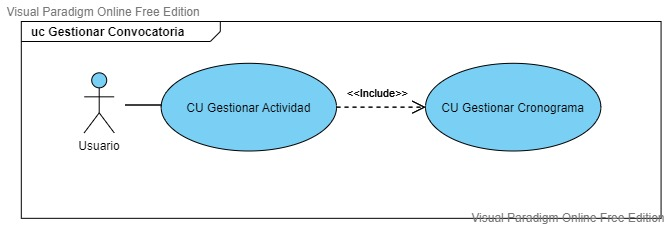 Visual Paradigm Online Free Edition
uc Gestionar Convocatoria
<<Include>>
CU Gestionar Actividad
CU Gestionar Cronograma
Usuario
Visual Paradigm Online Free Edition